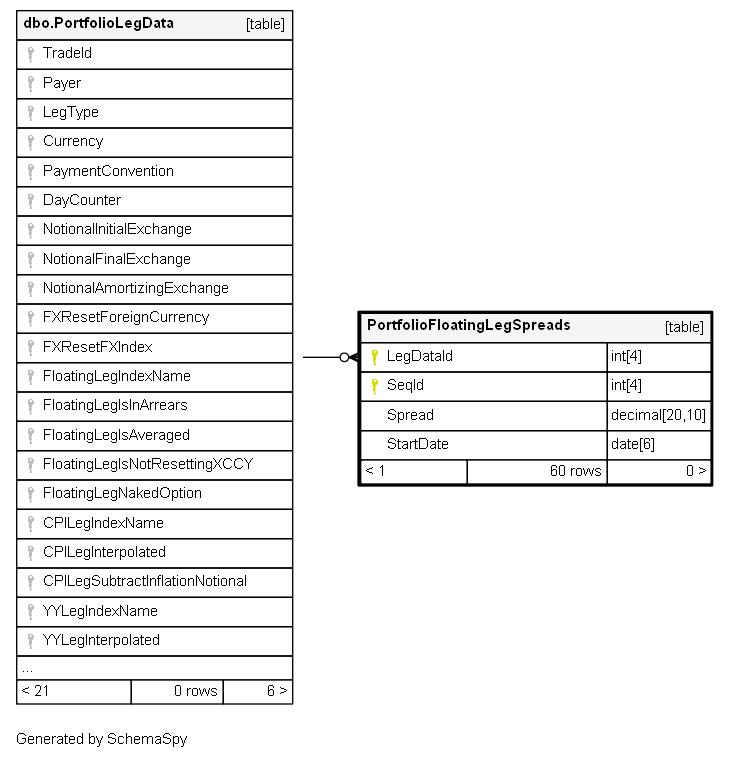 dbo.PortfolioLegData [table]
TradeId
Payer
LegType
Currency
PaymentConvention
DayCounter
NotionalInitialExchange
NotionalFinalExchange
NotionalAmortizingExchange
FXResetForeignCurrency
FXResetFXIndex
FloatingLegIndexName
FloatingLegIsInArrears
FloatingLegIsAveraged
FloatingLegIsNotResettingXCCY
FloatingLegNakedOption
CPILegIndexName
CPILegInterpolated
CPILegSubtractInflationNotional
YYLegIndexName
YYLegInterpolated
...
< 21 0 rows 6 >
PortfolioFloatingLegSpreads [table]
LegDataId int[4]
SeqId int[4]
Spread decimal[20,10]
StartDate date[6]
< 1 60 rows 0 >
Generated by SchemaSpy